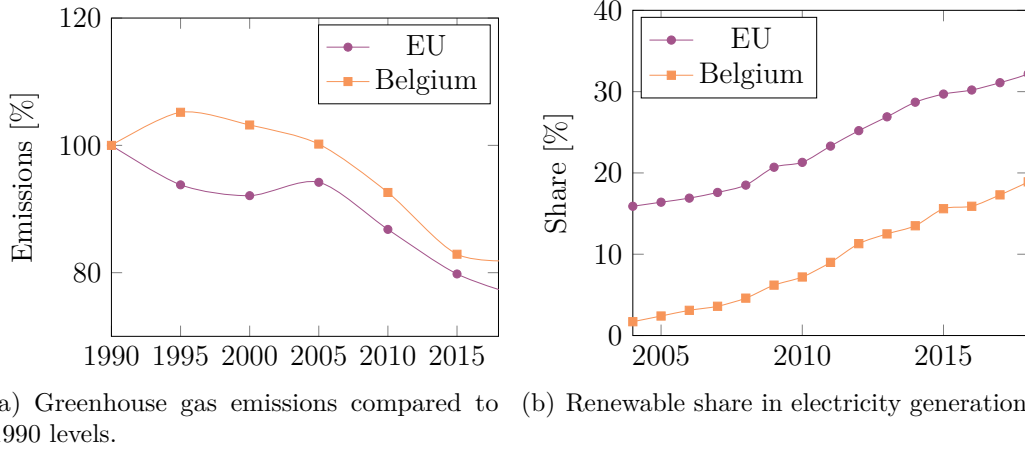 120
100
80
Emissions [%]
EU
Belgium
1990 1995 2000 2005 2010 2015
a) Greenhouse gas emissions compared to
1990 levels.
40
30
20
10
0
Share [%]
EU
Belgium
2005 2010 2015
(b) Renewable share in electricity generation